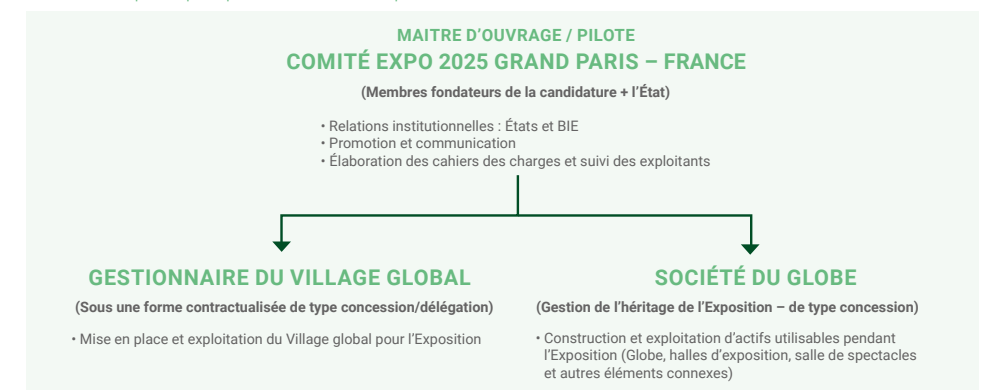 MAITRE D'OUVRAGE / PILOTE
COMITÉ EXPO 2025 GRAND PARIS – FRANCE
(Membres fondateurs de la candidature + l'État)
• Relations institutionnelles : États et BIE
• Promotion et communication
• Élaboration des cahiers des charges et suivi des exploitants
GESTIONNAIRE DU VILLAGE GLOBAL
(Sous une forme contractualisée de type concession/délégation)
• Mise en place et exploitation du Village global pour l'Exposition
SOCIÉTÉ DU GLOBE
(Gestion de l'héritage de l'Exposition – de type concession)
• Construction et exploitation d'actifs utilisables pendant
l'Exposition (Globe, halles d'exposition, salle de spectacles
et autres éléments connexes)